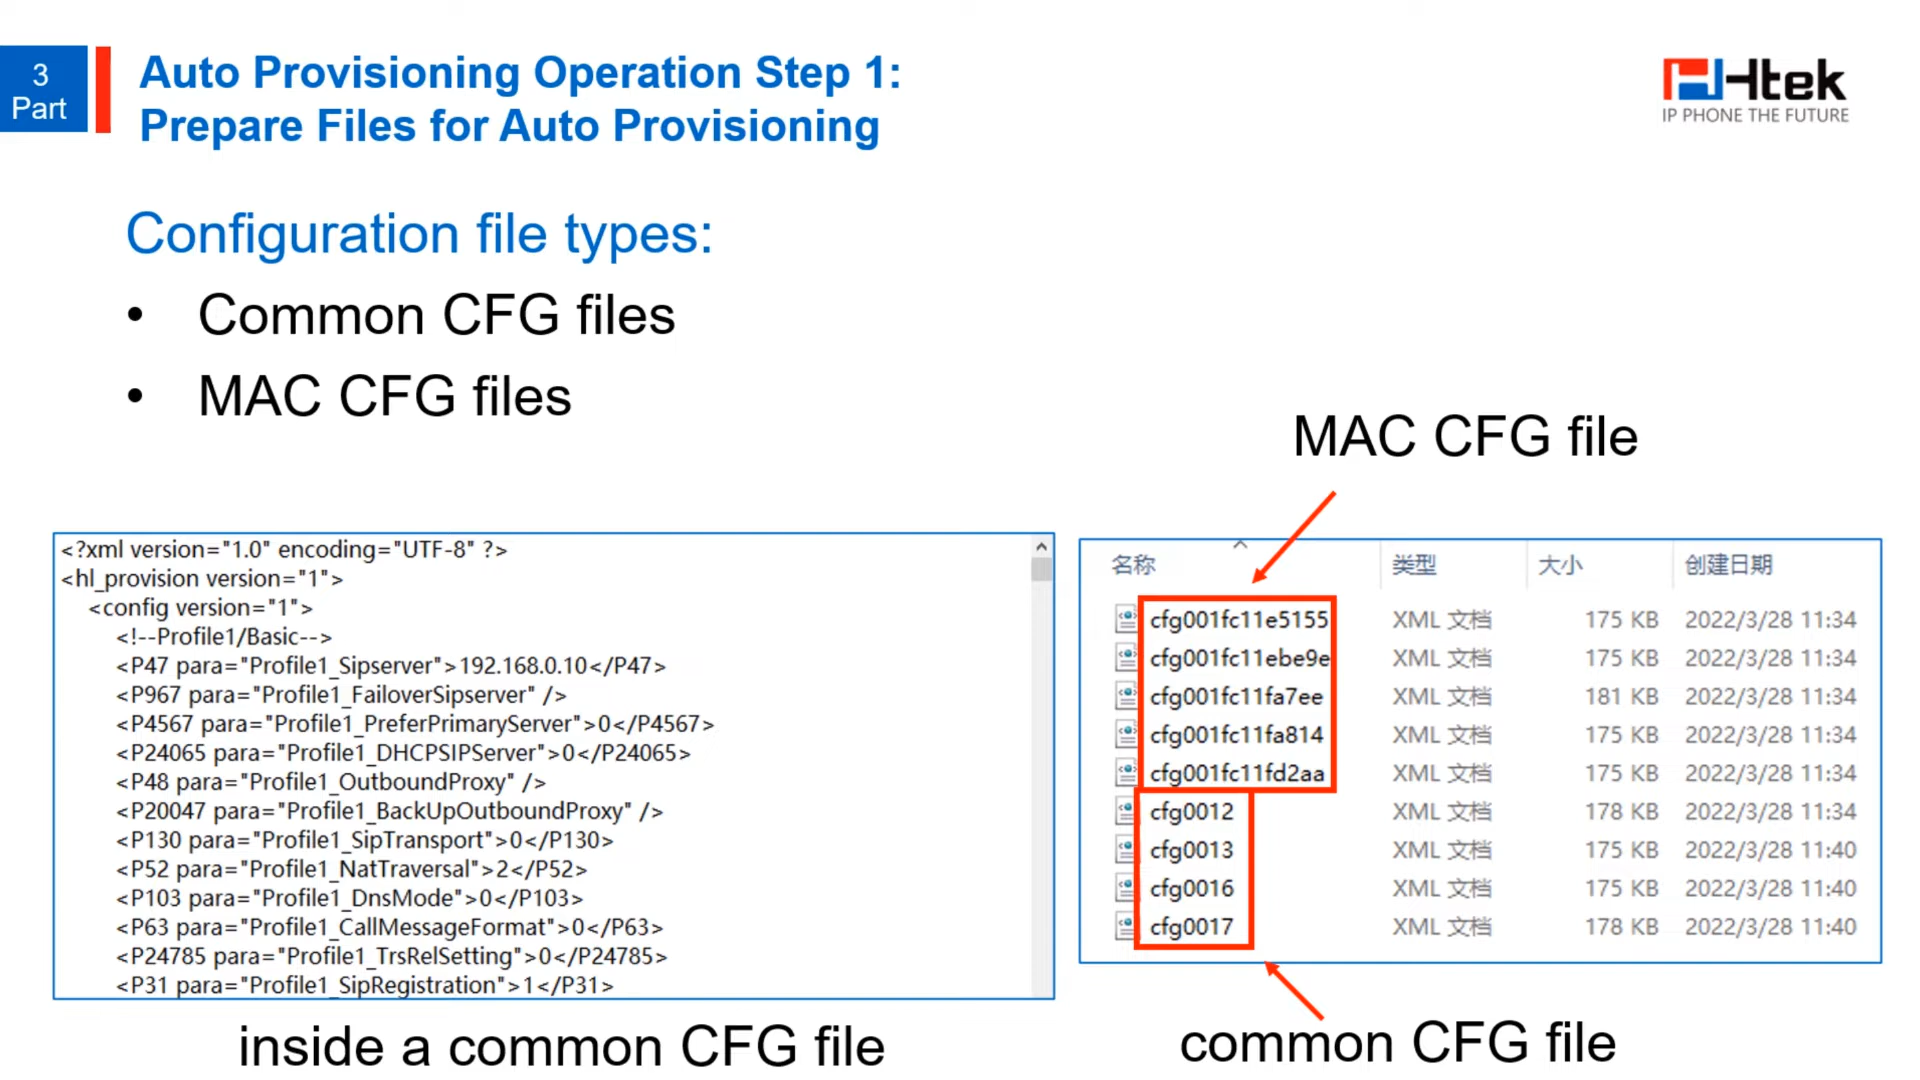 3
Part
Auto Provisioning Operation Step 1:
Prepare Files for Auto Provisioning
Htek
IP PHONE THE FUTURE
Configuration file types:
• Common CFG files
• MAC CFG files
MAC CFG file
<?xml version="1.0" encoding="UTF-8" ?>
<hl_provision version="1">
<config version="1">
<!--Profile1/Basic-->
<P47 para="Profile1_Sipserver">192.168.0.10</P47>
<P967 para="Profile1_FailoverSipserver" />
<P4567 para="Profile1_PreferPrimaryServer">0</P4567>
<P24065 para="Profile1_DHCPSIPServer">0</P24065>
<P48 para="Profile1_OutboundProxy" />
<P20047 para="Profile1_BackUpOutboundProxy" />
<P130 para="Profile1_SipTransport">0</P130>
<P52 para="Profile1_NatTraversal">2</P52>
<P103 para="Profile1_DnsMode">0</P103>
<P63 para="Profile1_CallMessageFormat">0</P63>
<P24785 para="Profile1_TrsRelSetting">0</P24785>
<P31 para="Profile1_SipRegistration">1</P31>
inside a common CFG file
名称 类型 大小 创建日期
cfg001fc11e5155 XML 文档 175 KB 2022/3/28 11:34
cfg001fc11ebe9e XML 文档 175 KB 2022/3/28 11:34
cfg001fc11fa7ee XML 文档 181 KB 2022/3/28 11:34
cfg001fc11fa814 XML 文档 175 KB 2022/3/28 11:34
cfg001fc11fd2aa XML 文档 175 KB 2022/3/28 11:34
cfg0012 XML 文档 178 KB 2022/3/28 11:34
cfg0013 XML 文档 175 KB 2022/3/28 11:40
cfg0016 XML 文档 175 KB 2022/3/28 11:40
cfg0017 XML 文档 178 KB 2022/3/28 11:40
common CFG file